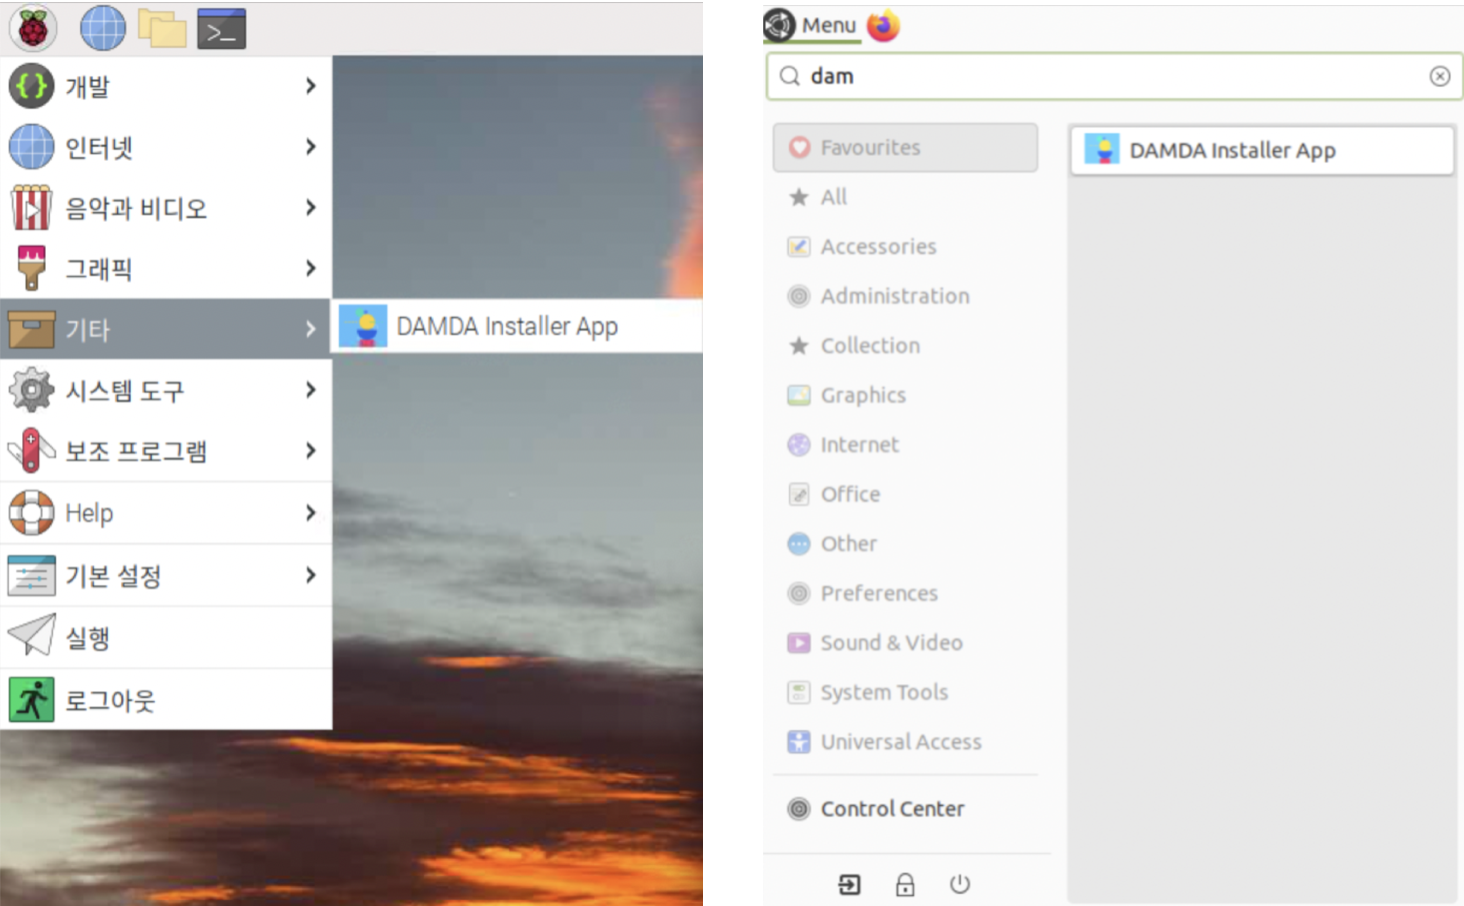 개발
인터넷
음악과 비디오
그래픽
기타
DAMDA Installer App
시스템 도구
보조 프로그램
Help
기본 설정
실행
로그아웃
Menu
dam
Favourites
All
Accessories
Administration
Collection
Graphics
Internet
Office
Other
Preferences
Sound & Video
System Tools
Universal Access
Control Center
DAMDA Installer App